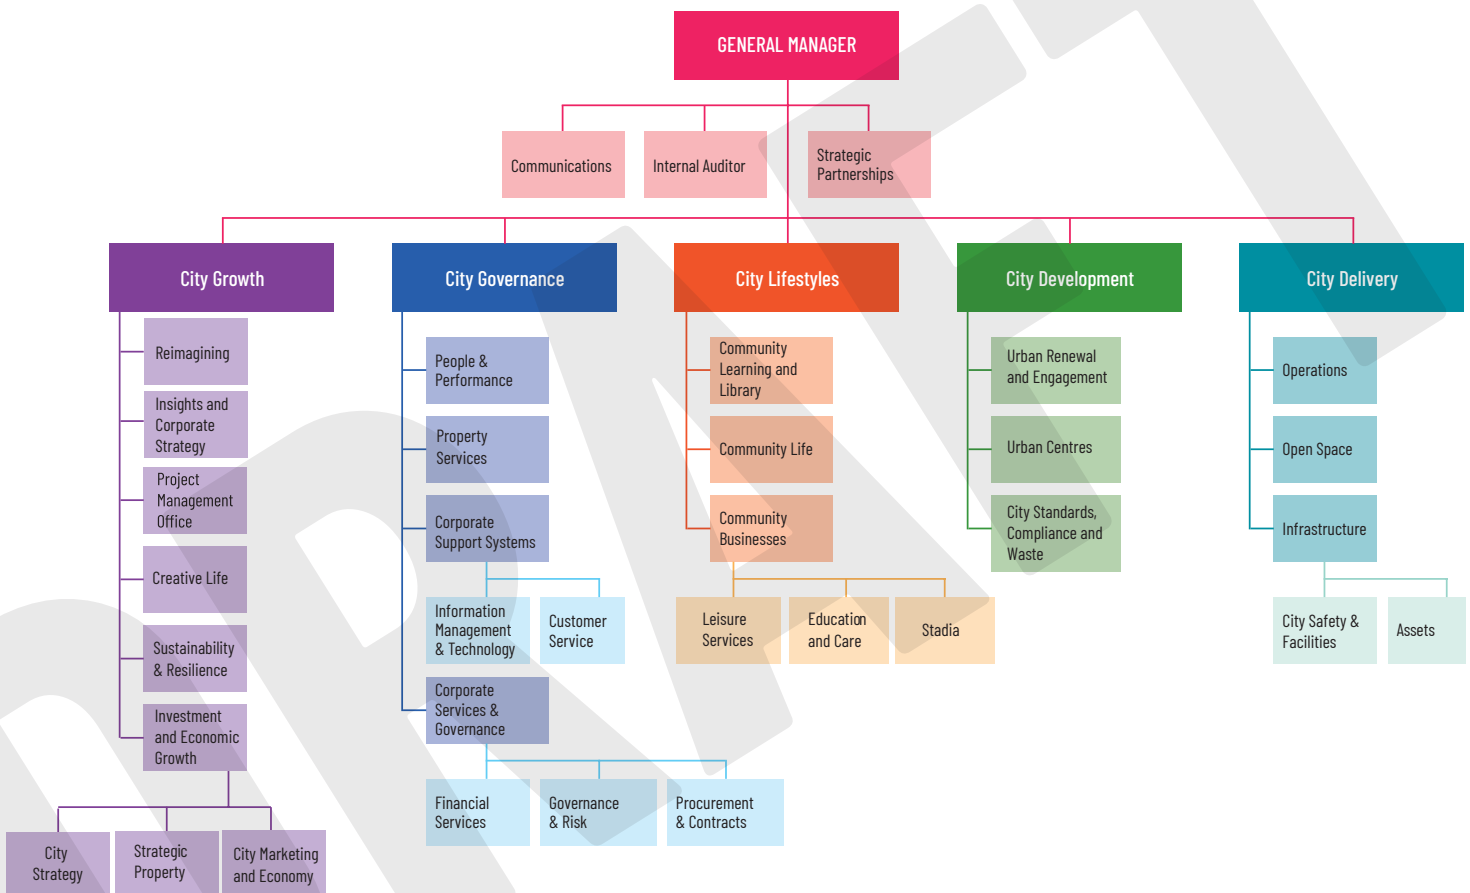 GENERAL MANAGER
Communications
Internal Auditor
Strategic
Partnerships
City Growth
City Governance
City Lifestyles
City Development
City Delivery
Reimagining
Insights and
Corporate
Strategy
Project
Management
Office
Creative Life
Sustainability
& Resilience
Investment
and Economic
Growth
City
Strategy
Strategic
Property
City Marketing
and Economy
People &
Performance
Property
Services
Corporate
Support Systems
Information
Management
& Technology
Customer
Service
Corporate
Services &
Governance
Financial
Services
Governance
& Risk
Procurement
& Contracts
Community
Learning and
Library
Community Life
Community
Businesses
Leisure
Services
Education
and Care
Stadia
Urban Renewal
and Engagement
Urban Centres
City Standards,
Compliance and
Waste
Operations
Open Space
Infrastructure
City Safety &
Facilities
Assets
DRAFT